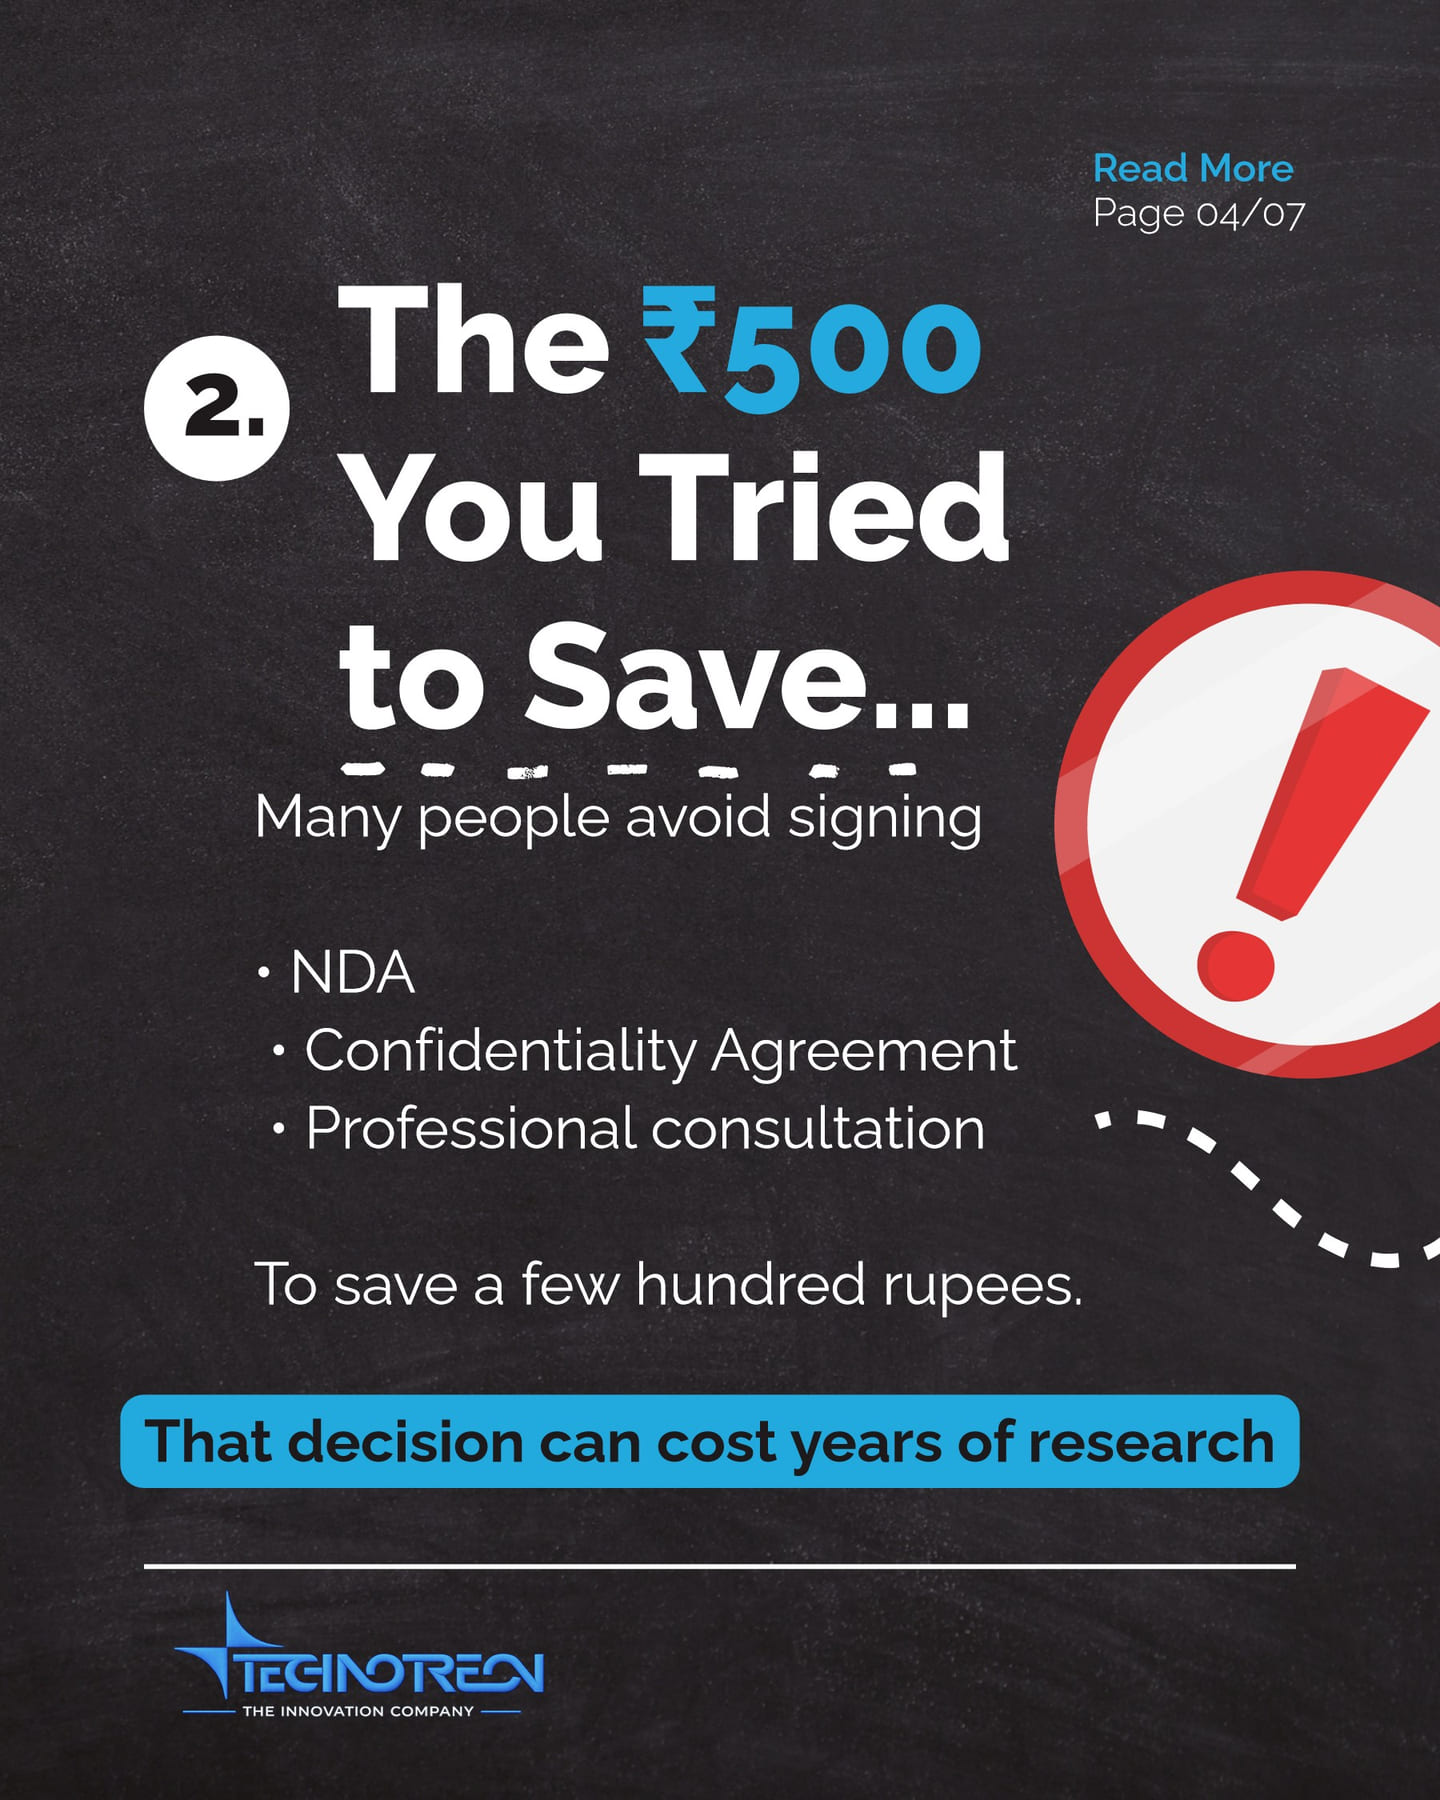 Read More
Page 04/07
2.
The ₹500
You Tried
to Save...
Many people avoid signing
• NDA
• Confidentiality Agreement
• Professional consultation
To save a few hundred rupees.
That decision can cost years of research
TECHNOTREON
THE INNOVATION COMPANY